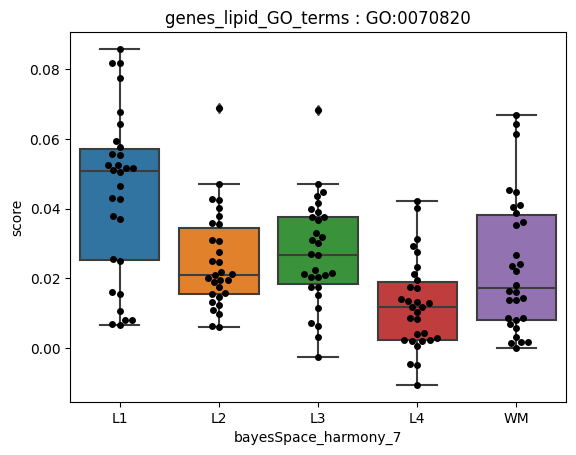 genes_lipid_GO_terms : GO:0070820
score
0.08
0.06
0.04
0.02
0.00
L1 L2 L3 L4 WM
bayesSpace_harmony_7